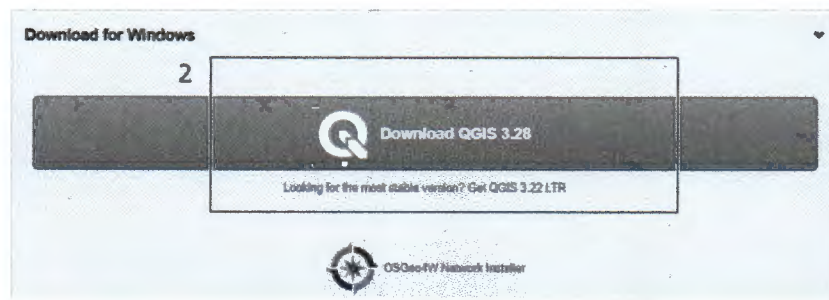 Download for Windows
2
Download QGIS 3.28
Looking for the most stable version? Get QGIS 3.22 LTR
OSGeo4W Network Installer